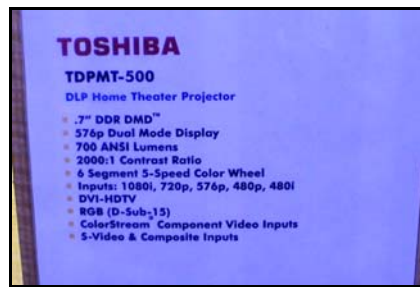 TOSHIBA
TDPMT-500
DLP Home Theater Projector
.7" DDR DMD™
576p Dual Mode Display
700 ANSI Lumens
2000:1 Contrast Ratio
6 Segment 5-Speed Color Wheel
Inputs: 1080i, 720p, 576p, 480p, 480i
DVI-HDTV
RGB (D-Sub-15)
ColorStream® Component Video Inputs
S-Video & Composite Inputs